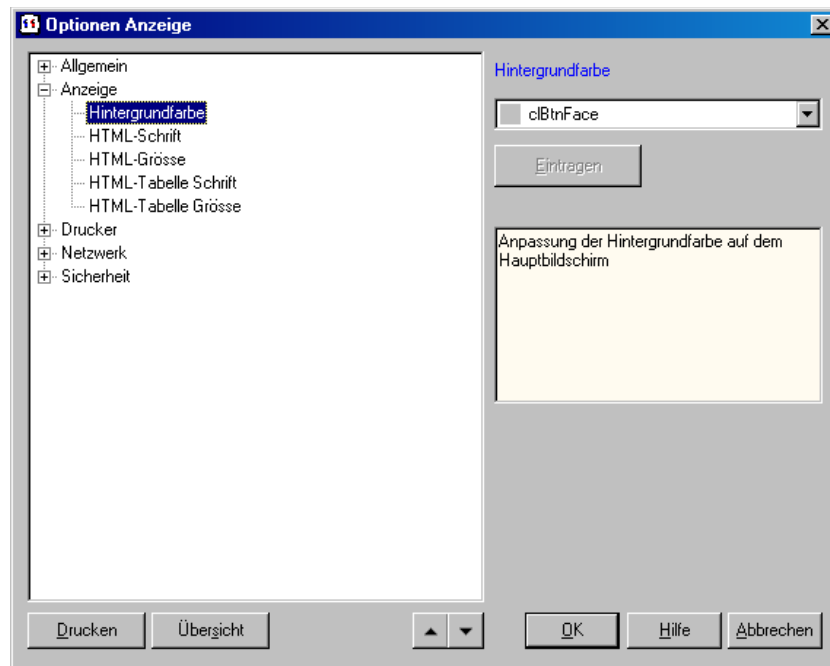 Optionen Anzeige
Allgemein
Anzeige
Hintergrundfarbe
HTML-Schrift
HTML-Grösse
HTML-Tabelle Schrift
HTML-Tabelle Grösse
Drucker
Netzwerk
Sicherheit
Hintergrundfarbe
clBtnFace
Eintragen
Anpassung der Hintergrundfarbe auf dem
Hauptbildschirm
Drucken
Übersicht
OK
Hilfe
Abbrechen